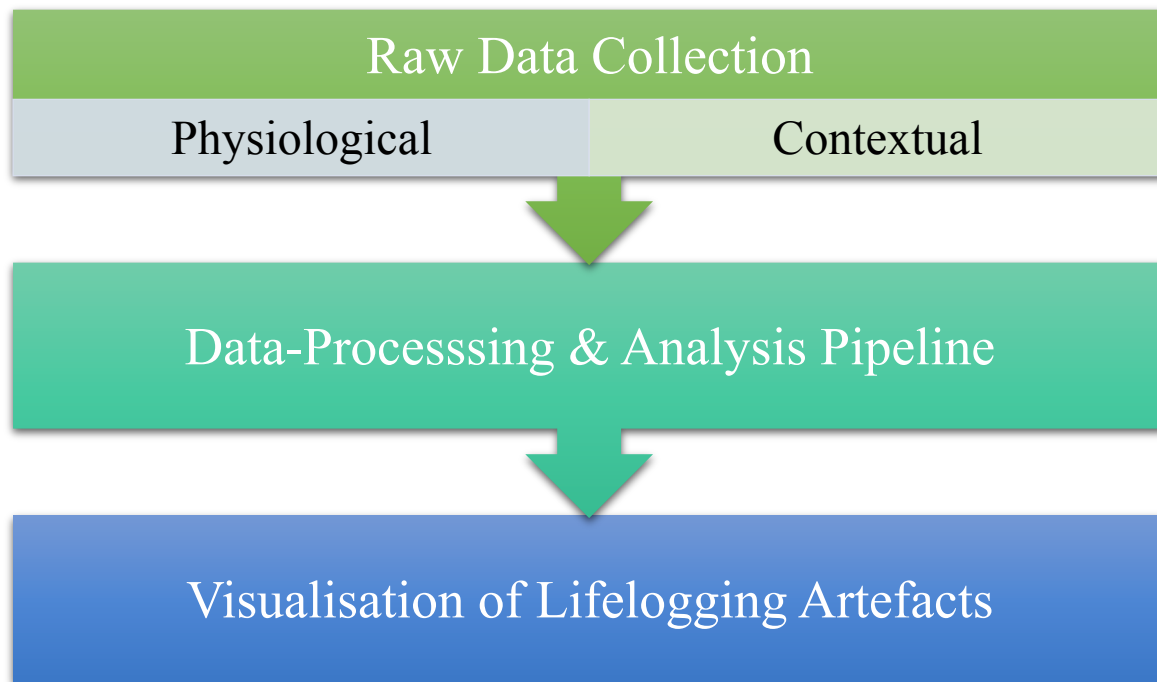 Raw Data Collection
Physiological
Contextual
Data-Processsing & Analysis Pipeline
Visualisation of Lifelogging Artefacts